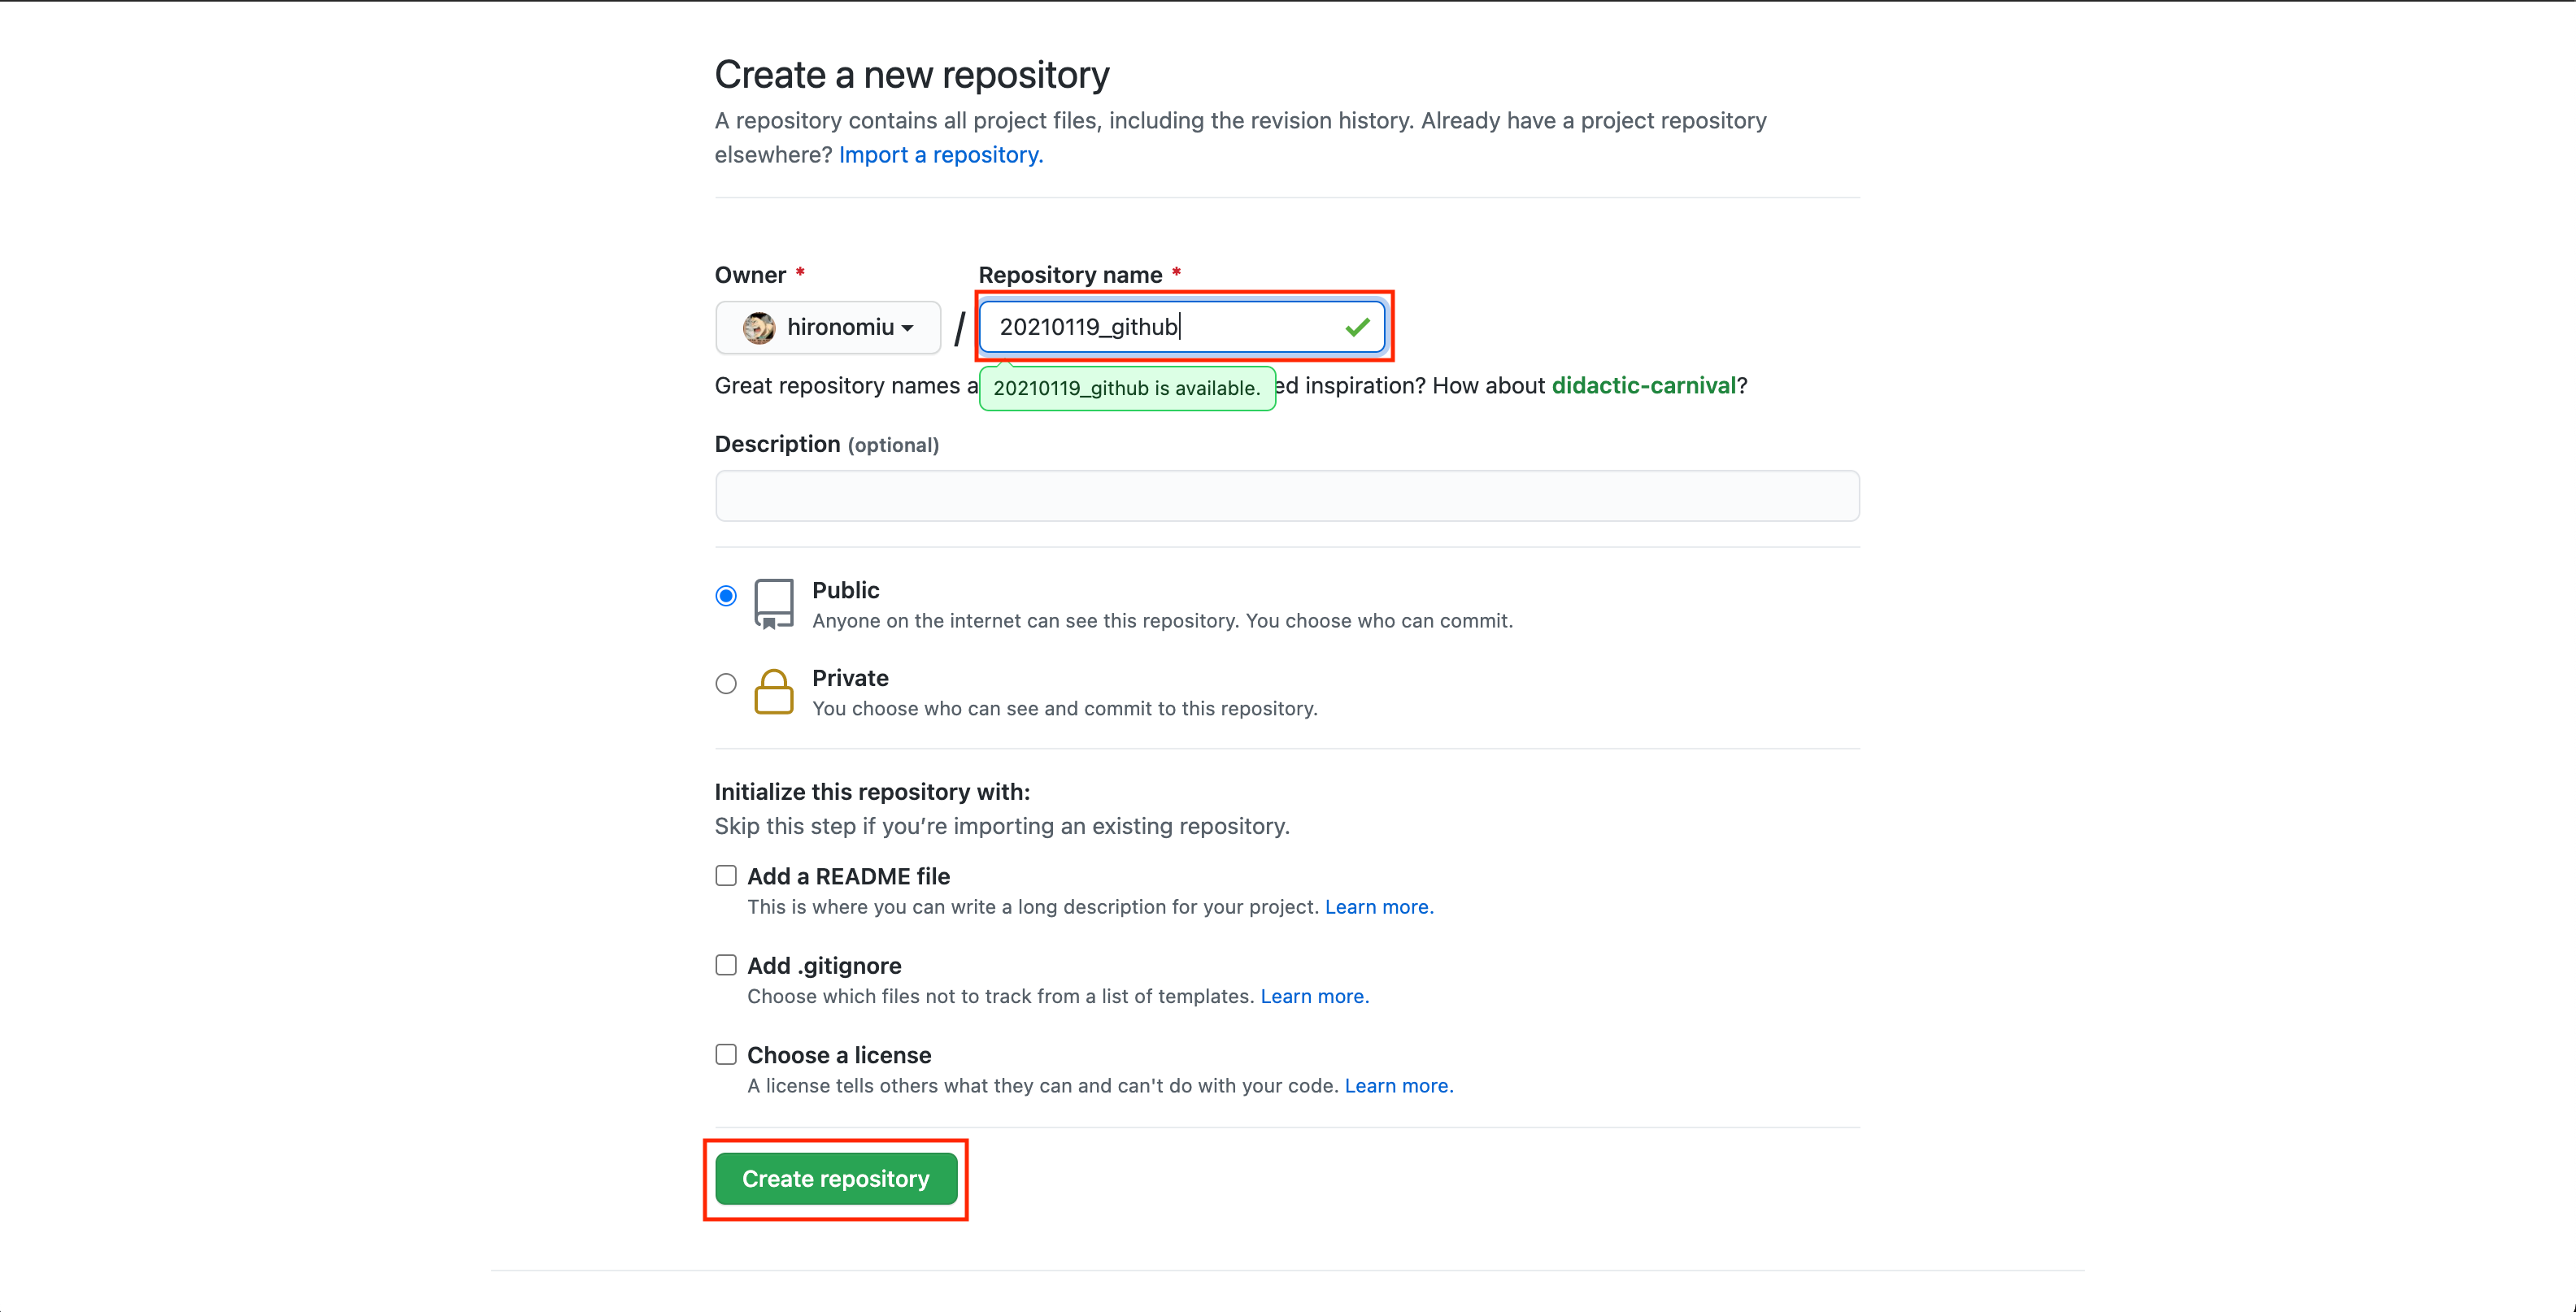 Create a new repository
A repository contains all project files, including the revision history. Already have a project repository
elsewhere? Import a repository.
Owner *
Repository name *
hironomiu
/
20210119_github
Great repository names a
20210119_github is available.
ed inspiration? How about didactic-carnival?
Description (optional)
Public
Anyone on the internet can see this repository. You choose who can commit.
Private
You choose who can see and commit to this repository.
Initialize this repository with:
Skip this step if you’re importing an existing repository.
Add a README file
This is where you can write a long description for your project. Learn more.
Add .gitignore
Choose which files not to track from a list of templates. Learn more.
Choose a license
A license tells others what they can and can't do with your code. Learn more.
Create repository